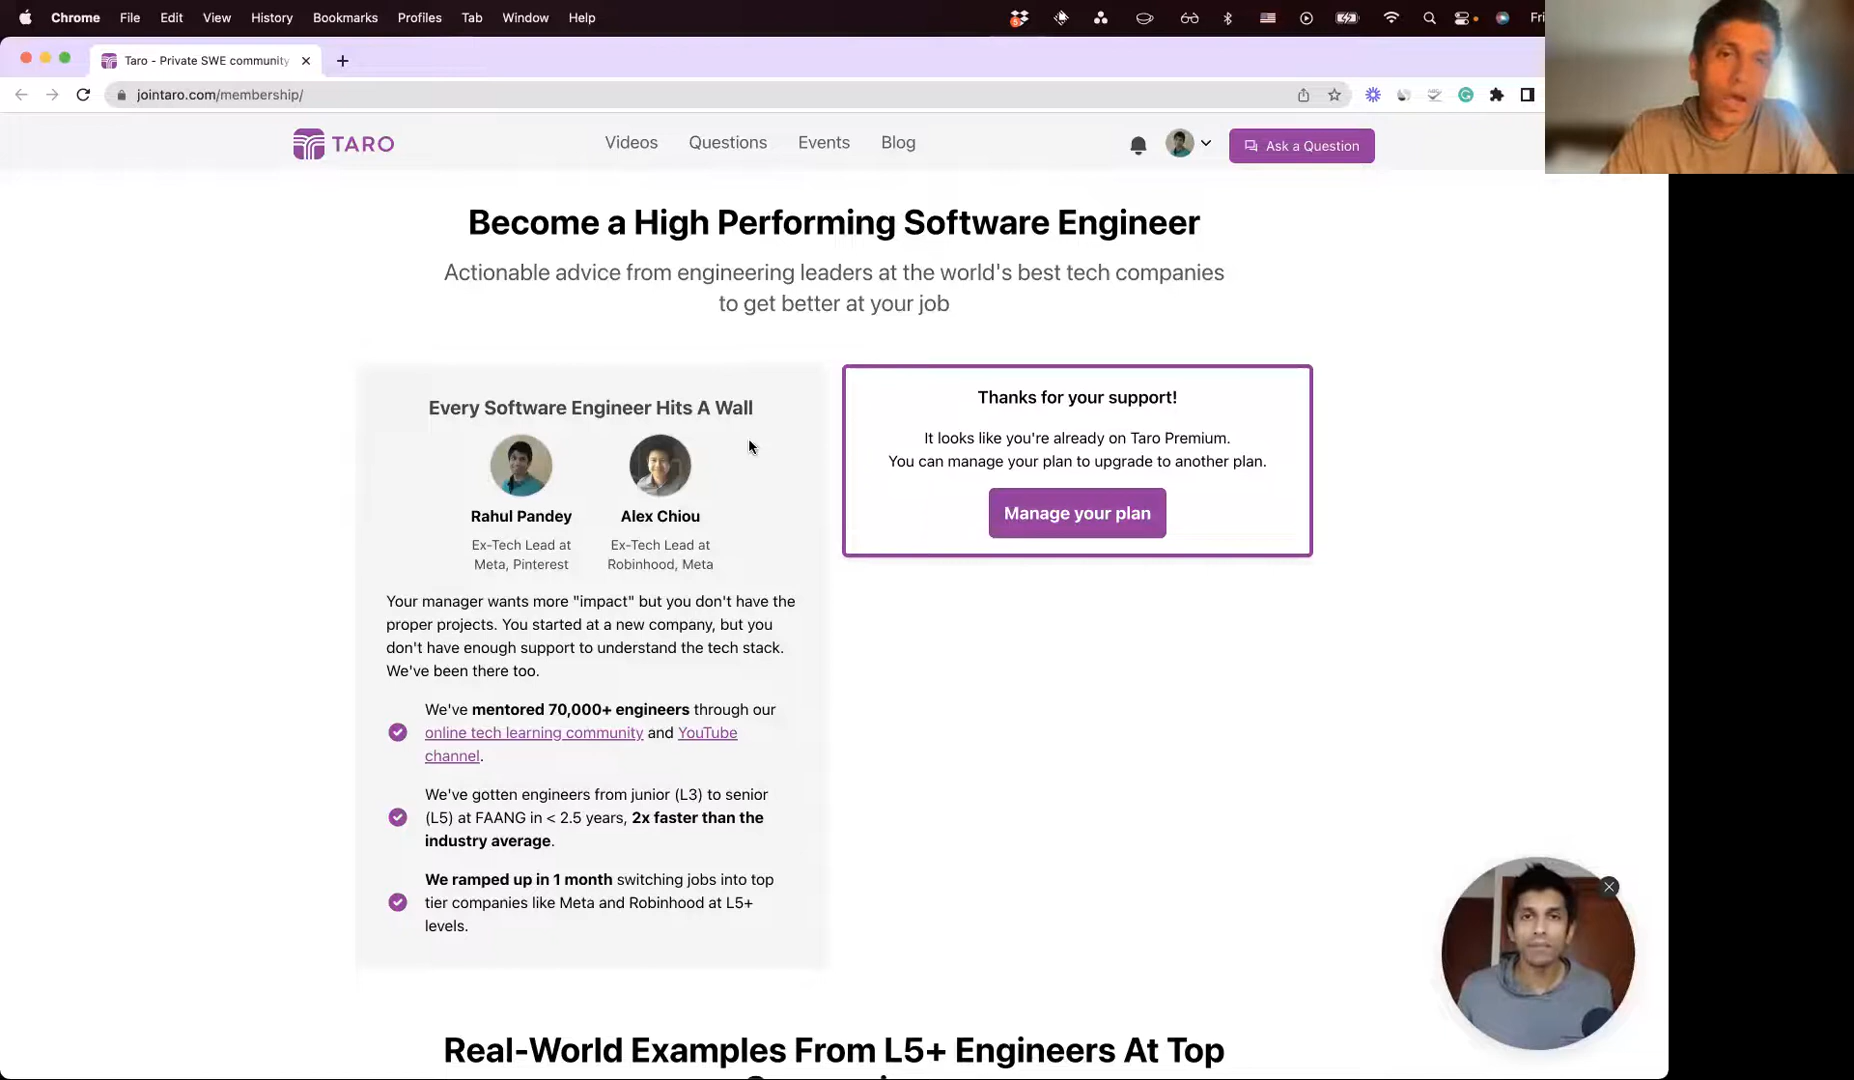 Chrome File Edit View History Bookmarks Profiles Tab Window Help
5
Fri
Taro - Private SWE community
jointaro.com/membership/
TARO
Videos Questions Events Blog
Ask a Question
Become a High Performing Software Engineer
Actionable advice from engineering leaders at the world's best tech companies
to get better at your job
Every Software Engineer Hits A Wall
Rahul Pandey
Ex-Tech Lead at
Meta, Pinterest
Alex Chiou
Ex-Tech Lead at
Robinhood, Meta
Your manager wants more "impact" but you don't have the
proper projects. You started at a new company, but you
don't have enough support to understand the tech stack.
We've been there too.
We've mentored 70,000+ engineers through our
online tech learning community and YouTube
channel.
We've gotten engineers from junior (L3) to senior
(L5) at FAANG in < 2.5 years, 2x faster than the
industry average.
We ramped up in 1 month switching jobs into top
tier companies like Meta and Robinhood at L5+
levels.
Thanks for your support!
It looks like you're already on Taro Premium.
You can manage your plan to upgrade to another plan.
Manage your plan
Real-World Examples From L5+ Engineers At Top